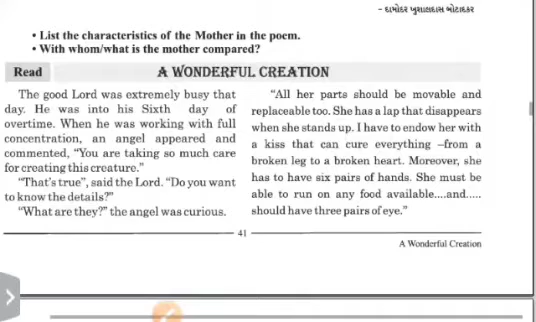 - દામોદર ખુશાલદાસ બોટાદકર
• List the characteristics of the Mother in the poem.
• With whom/what is the mother compared?
Read
A WONDERFUL CREATION
The good Lord was extremely busy that
day. He was into his Sixth day of
overtime. When he was working with full
concentration, an angel appeared and
commented, “You are taking so much care
for creating this creature.”
“That’s true”, said the Lord. “Do you want
to know the details?”
“What are they?” the angel was curious.
“All her parts should be movable and
replaceable too. She has a lap that disappears
when she stands up. I have to endow her with
a kiss that can cure everything –from a
broken leg to a broken heart. Moreover, she
has to have six pairs of hands. She must be
able to run on any food available....and.....
should have three pairs of eye.”
41
A Wonderful Creation